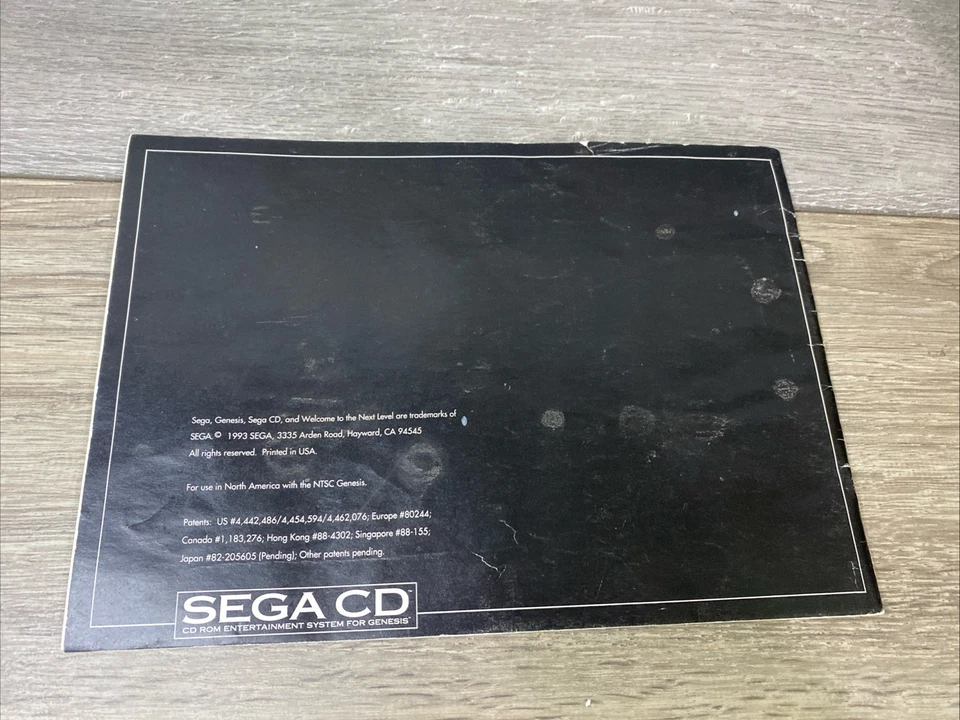 Sega, Genesis, Sega CD, and Welcome to the Next Level are trademarks of
SEGA. © 1993 SEGA, 3335 Arden Road, Hayward, CA 94545
All rights reserved. Printed in USA.
For use in North America with the NTSC Genesis.
Patents: US #4,442,486/4,454,594/4,462,076; Europe #80244;
Canada #1,183,276; Hong Kong #88-4302; Singapore #88-155;
Japan #82-205605 (Pending); Other patents pending.
SEGA CD™
CD ROM ENTERTAINMENT SYSTEM FOR GENESIS™